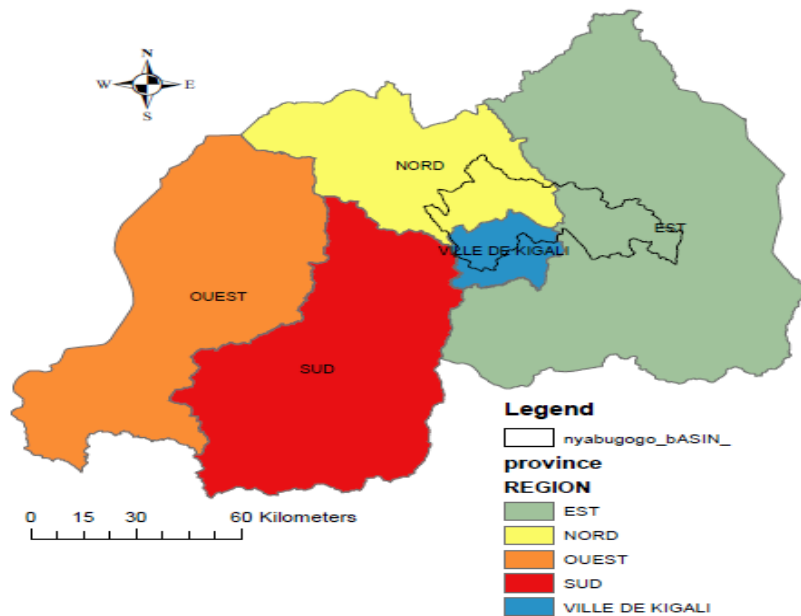 N
W E
S
NORD
EST
VILLE DE KIGALI
OUEST
SUD
Legend
nyabugogo_bASIN_
province
REGION
EST
NORD
OUEST
SUD
VILLE DE KIGALI
0 15 30 60 Kilometers